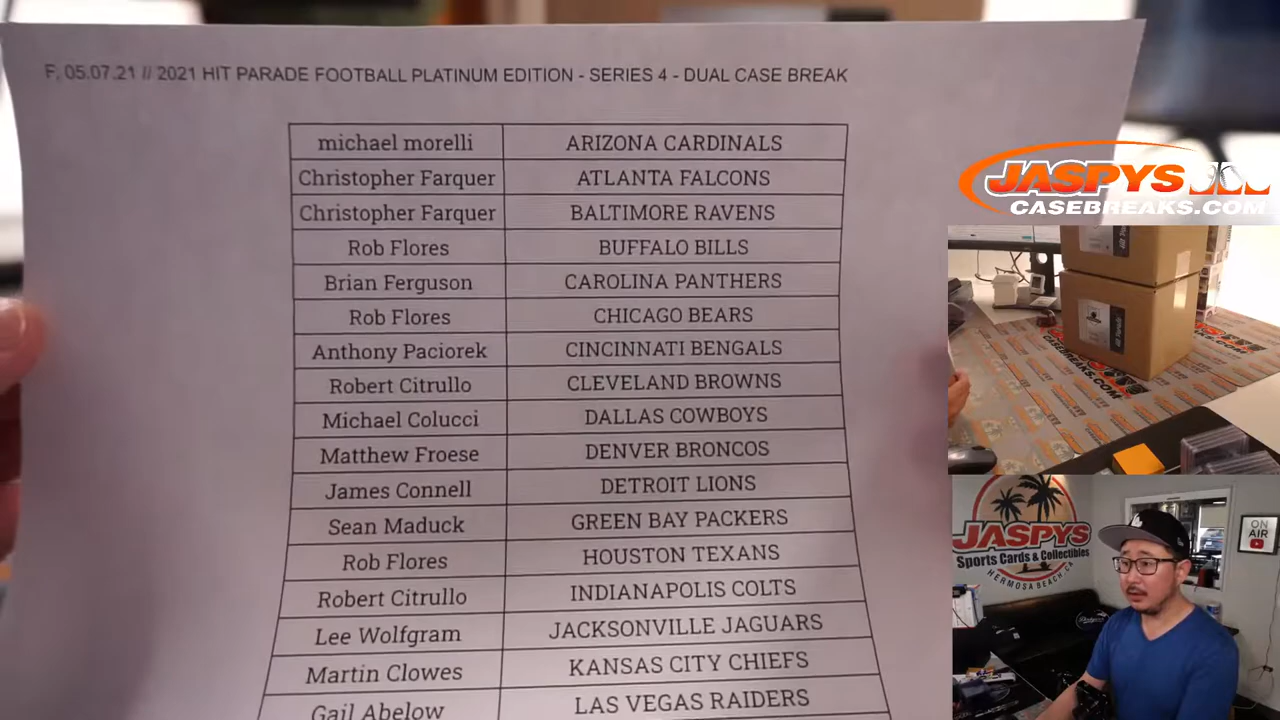 F, 05.07.21 // 2021 HIT PARADE FOOTBALL PLATINUM EDITION - SERIES 4 - DUAL CASE BREAK
michael morelli ARIZONA CARDINALS
Christopher Farquer ATLANTA FALCONS
Christopher Farquer BALTIMORE RAVENS
Rob Flores BUFFALO BILLS
Brian Ferguson CAROLINA PANTHERS
Rob Flores CHICAGO BEARS
Anthony Paciorek CINCINNATI BENGALS
Robert Citrullo CLEVELAND BROWNS
Michael Colucci DALLAS COWBOYS
Matthew Froese DENVER BRONCOS
James Connell DETROIT LIONS
Sean Maduck GREEN BAY PACKERS
Rob Flores HOUSTON TEXANS
Robert Citrullo INDIANAPOLIS COLTS
Lee Wolfgram JACKSONVILLE JAGUARS
Martin Clowes KANSAS CITY CHIEFS
Gail Abelow LAS VEGAS RAIDERS
JASPYS
CASEBREAKS.COM
JASPYS
Sports Cards & Collectibles
HERMOSA BEACH, CA
ON
AIR